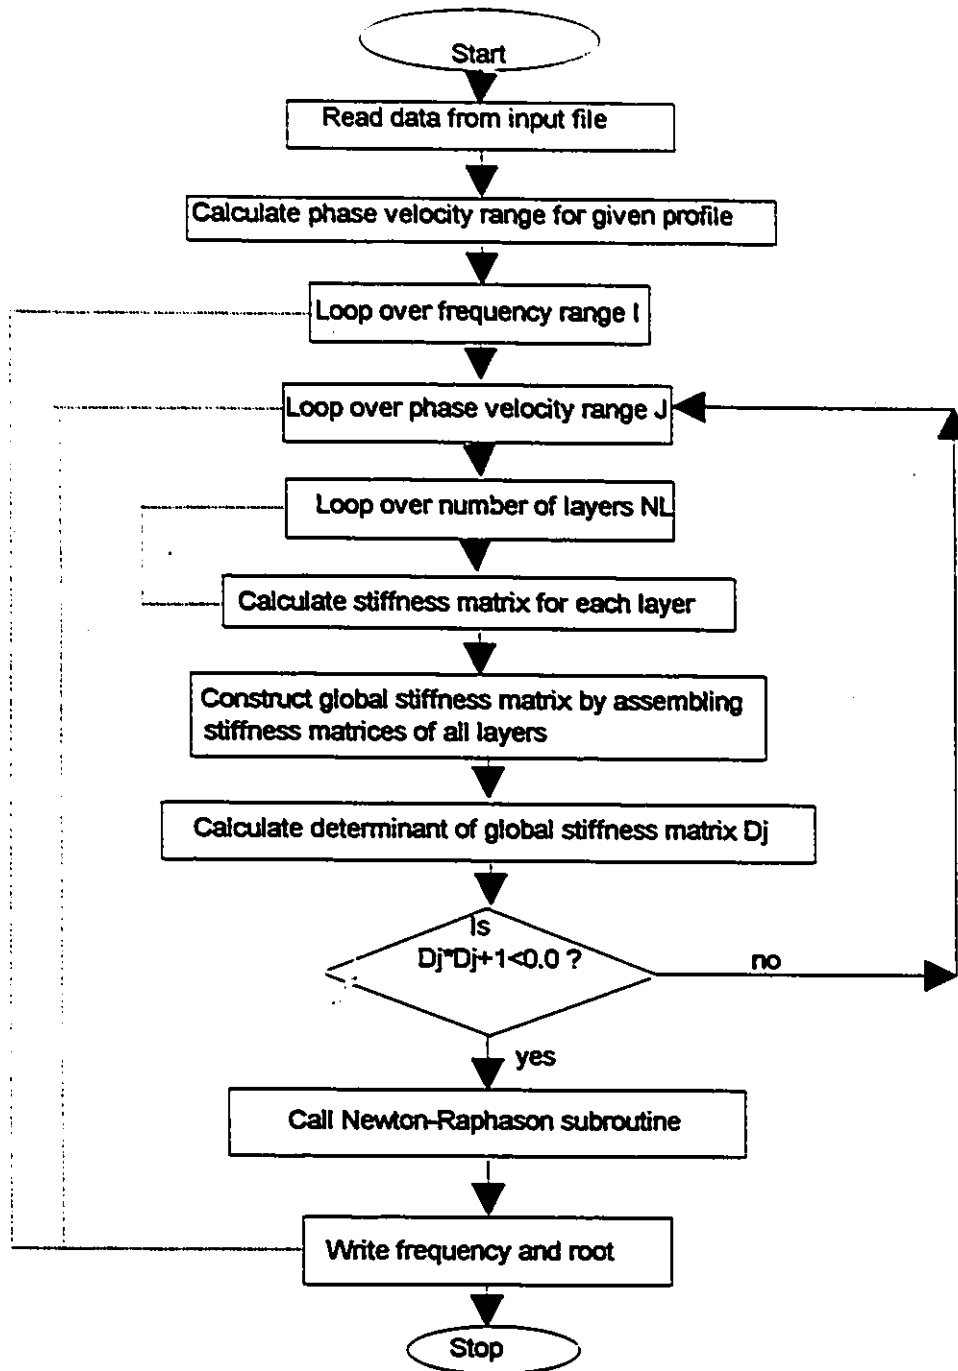 Start
Read data from input file
Calculate phase velocity range for given profile
Loop over frequency range I
Loop over phase velocity range J
Loop over number of layers NL
Calculate stiffness matrix for each layer
Construct global stiffness matrix by assembling
stiffness matrices of all layers
Calculate determinant of global stiffness matrix Dj
Is
Dj*Dj+1<0.0 ?
no
yes
Call Newton-Raphason subroutine
Write frequency and root
Stop